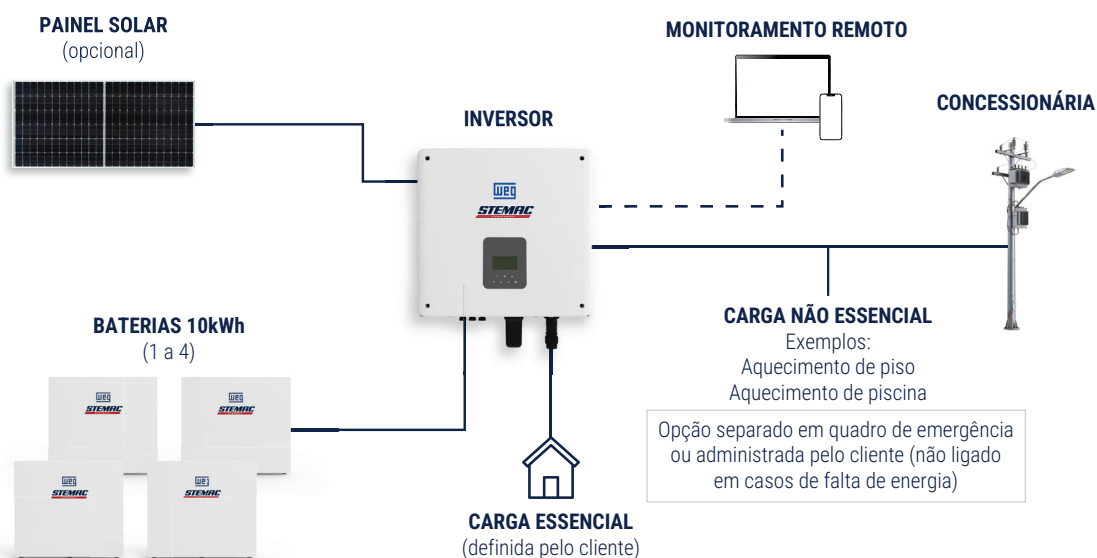 PAINEL SOLAR
(opcional)
MONITORAMENTO REMOTO
CONCESSIONÁRIA
INVERSOR
weg
STEMAC
BATERIAS 10kWh
(1 a 4)
weg
STEMAC
weg
STEMAC
weg
STEMAC
weg
STEMAC
CARGA NÃO ESSENCIAL
Exemplos:
Aquecimento de piso
Aquecimento de piscina
Opção separado em quadro de emergência
ou administrada pelo cliente (não ligado
em casos de falta de energia)
CARGA ESSENCIAL
(definida pelo cliente)